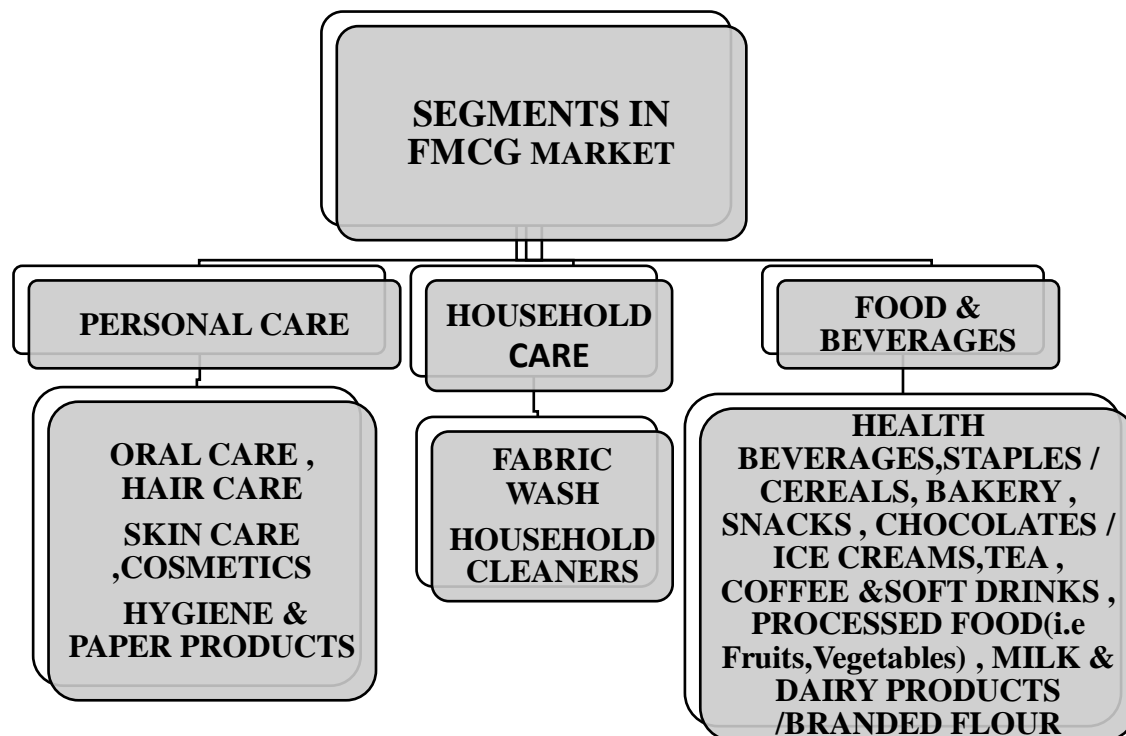 SEGMENTS IN
FMCG MARKET
PERSONAL CARE
HOUSEHOLD
CARE
FOOD &
BEVERAGES
ORAL CARE ,
HAIR CARE
SKIN CARE
,COSMETICS
HYGIENE &
PAPER PRODUCTS
FABRIC
WASH
HOUSEHOLD
CLEANERS
HEALTH
BEVERAGES,STAPLES /
CEREALS, BAKERY ,
SNACKS , CHOCOLATES /
ICE CREAMS,TEA ,
COFFEE &SOFT DRINKS ,
PROCESSED FOOD(i.e
Fruits,Vegetables) , MILK &
DAIRY PRODUCTS
/BRANDED FLOUR